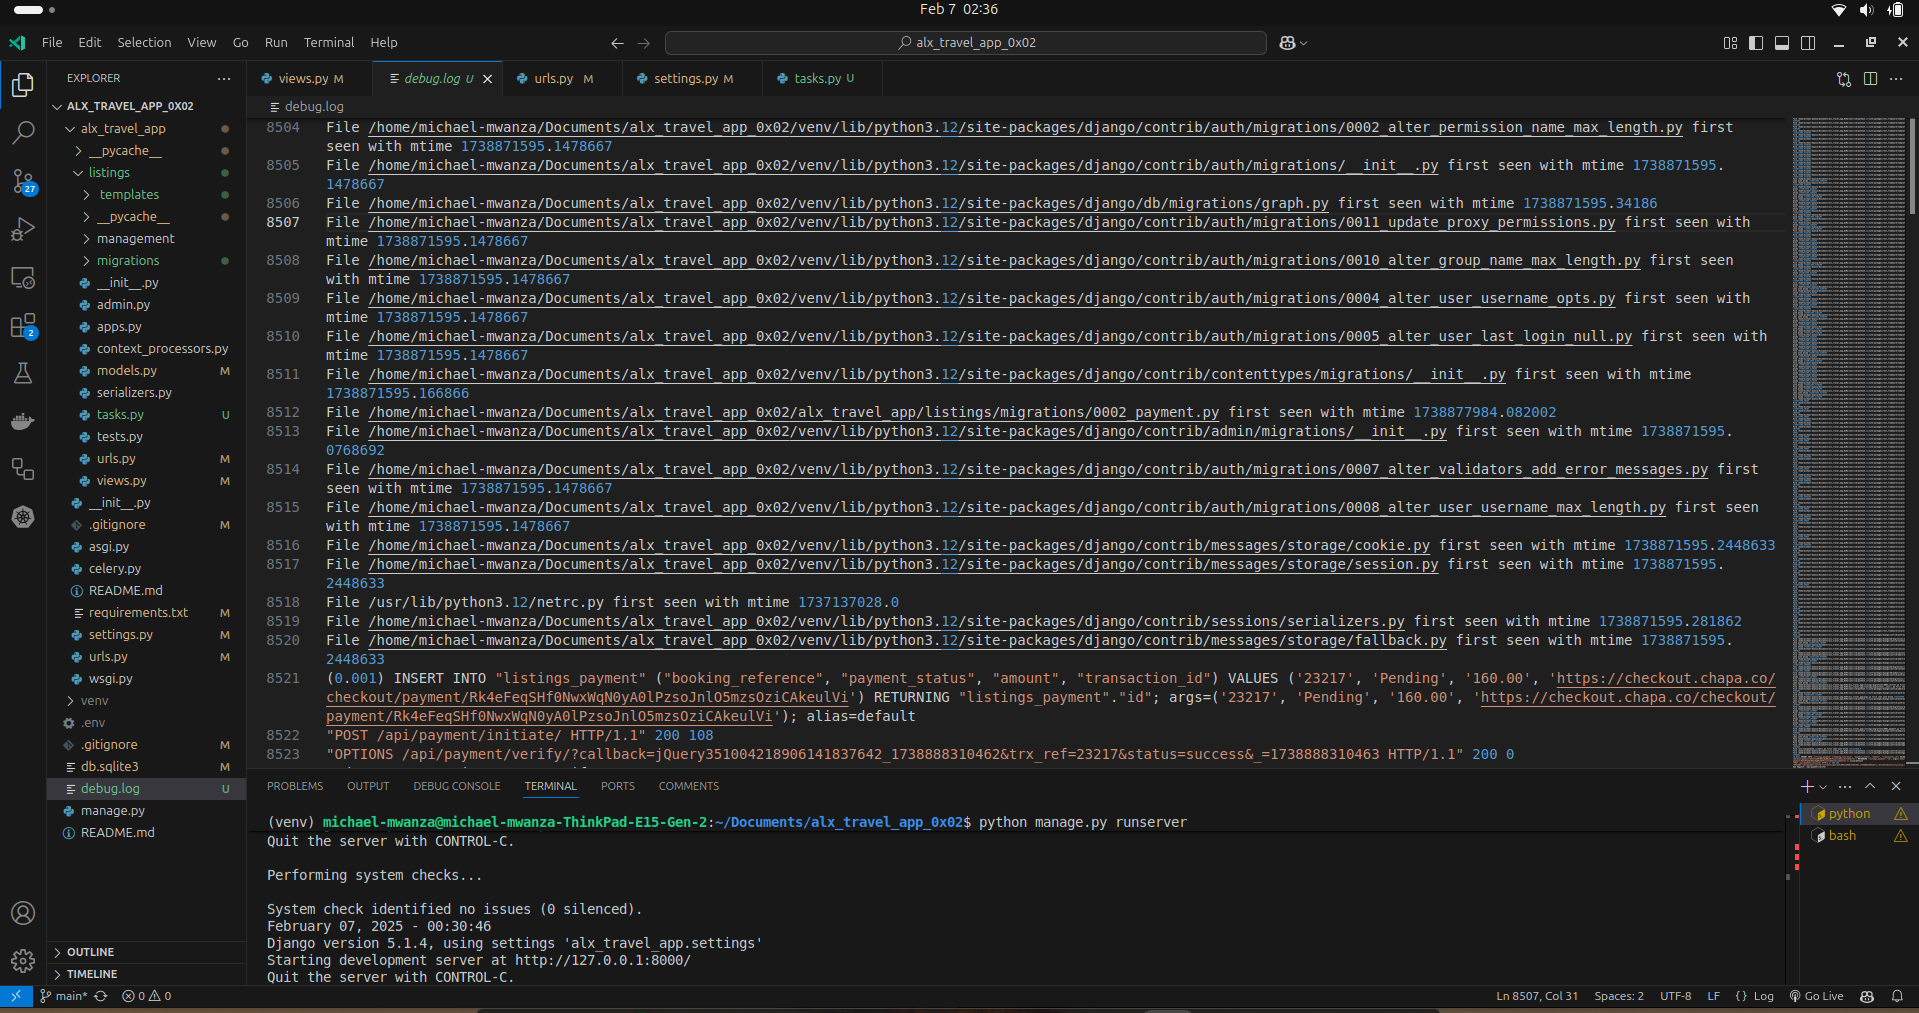 Feb 7 02:36
File Edit Selection View Go Run Terminal Help
alx_travel_app_0x02
EXPLORER
ALX_TRAVEL_APP_0X02
alx_travel_app
__pycache__
listings
templates
__pycache__
management
migrations
__init__.py
admin.py
apps.py
context_processors.py
models.py M
serializers.py
tasks.py U
tests.py
urls.py M
views.py M
__init__.py
.gitignore M
asgi.py
celery.py
README.md
requirements.txt M
settings.py M
urls.py M
wsgi.py
venv
.env
.gitignore M
db.sqlite3 M
debug.log U
manage.py
README.md
OUTLINE
TIMELINE
27
2
views.py M debug.log U urls.py M settings.py M tasks.py U
debug.log
8504 File /home/michael-mwanza/Documents/alx_travel_app_0x02/venv/lib/python3.12/site-packages/django/contrib/auth/migrations/0002_alter_permission_name_max_length.py first
seen with mtime 1738871595.1478667
8505 File /home/michael-mwanza/Documents/alx_travel_app_0x02/venv/lib/python3.12/site-packages/django/contrib/auth/migrations/__init__.py first seen with mtime 1738871595.
1478667
8506 File /home/michael-mwanza/Documents/alx_travel_app_0x02/venv/lib/python3.12/site-packages/django/db/migrations/graph.py first seen with mtime 1738871595.34186
8507 File /home/michael-mwanza/Documents/alx_travel_app_0x02/venv/lib/python3.12/site-packages/django/contrib/auth/migrations/0011_update_proxy_permissions.py first seen with
mtime 1738871595.1478667
8508 File /home/michael-mwanza/Documents/alx_travel_app_0x02/venv/lib/python3.12/site-packages/django/contrib/auth/migrations/0010_alter_group_name_max_length.py first seen
with mtime 1738871595.1478667
8509 File /home/michael-mwanza/Documents/alx_travel_app_0x02/venv/lib/python3.12/site-packages/django/contrib/auth/migrations/0004_alter_user_username_opts.py first seen with
mtime 1738871595.1478667
8510 File /home/michael-mwanza/Documents/alx_travel_app_0x02/venv/lib/python3.12/site-packages/django/contrib/auth/migrations/0005_alter_user_last_login_null.py first seen with
mtime 1738871595.1478667
8511 File /home/michael-mwanza/Documents/alx_travel_app_0x02/venv/lib/python3.12/site-packages/django/contrib/contenttypes/migrations/__init__.py first seen with mtime
1738871595.166866
8512 File /home/michael-mwanza/Documents/alx_travel_app_0x02/alx_travel_app/listings/migrations/0002_payment.py first seen with mtime 1738877984.082002
8513 File /home/michael-mwanza/Documents/alx_travel_app_0x02/venv/lib/python3.12/site-packages/django/contrib/admin/migrations/__init__.py first seen with mtime 1738871595.
0768692
8514 File /home/michael-mwanza/Documents/alx_travel_app_0x02/venv/lib/python3.12/site-packages/django/contrib/auth/migrations/0007_alter_validators_add_error_messages.py first
seen with mtime 1738871595.1478667
8515 File /home/michael-mwanza/Documents/alx_travel_app_0x02/venv/lib/python3.12/site-packages/django/contrib/auth/migrations/0008_alter_user_username_max_length.py first seen
with mtime 1738871595.1478667
8516 File /home/michael-mwanza/Documents/alx_travel_app_0x02/venv/lib/python3.12/site-packages/django/contrib/messages/storage/cookie.py first seen with mtime 1738871595.2448633
8517 File /home/michael-mwanza/Documents/alx_travel_app_0x02/venv/lib/python3.12/site-packages/django/contrib/messages/storage/session.py first seen with mtime 1738871595.
2448633
8518 File /usr/lib/python3.12/netrc.py first seen with mtime 1737137028.0
8519 File /home/michael-mwanza/Documents/alx_travel_app_0x02/venv/lib/python3.12/site-packages/django/contrib/sessions/serializers.py first seen with mtime 1738871595.281862
8520 File /home/michael-mwanza/Documents/alx_travel_app_0x02/venv/lib/python3.12/site-packages/django/contrib/messages/storage/fallback.py first seen with mtime 1738871595.
2448633
8521 (0.001) INSERT INTO "listings_payment" ("booking_reference", "payment_status", "amount", "transaction_id") VALUES ('23217', 'Pending', '160.00', 'https://checkout.chapa.co/
checkout/payment/Rk4eFeqSHf0NwxWqN0yA0lPzsoJnlO5mzsOziCAkeulVi') RETURNING "listings_payment"."id"; args=('23217', 'Pending', '160.00', 'https://checkout.chapa.co/checkout/
payment/Rk4eFeqSHf0NwxWqN0yA0lPzsoJnlO5mzsOziCAkeulVi'); alias=default
8522 "POST /api/payment/initiate/ HTTP/1.1" 200 108
8523 "OPTIONS /api/payment/verify/?callback=jQuery351004218906141837642_1738888310462&trx_ref=23217&status=success&_=1738888310463 HTTP/1.1" 200 0
PROBLEMS OUTPUT DEBUG CONSOLE TERMINAL PORTS COMMENTS
(venv) michael-mwanza@michael-mwanza-ThinkPad-E15-Gen-2:~/Documents/alx_travel_app_0x02$ python manage.py runserver
Quit the server with CONTROL-C.
Performing system checks...
System check identified no issues (0 silenced).
February 07, 2025 - 00:30:46
Django version 5.1.4, using settings 'alx_travel_app.settings'
Starting development server at http://127.0.0.1:8000/
Quit the server with CONTROL-C.
python
bash
main* 0 0 Ln 8507, Col 31 Spaces: 2 UTF-8 LF {} Log Go Live